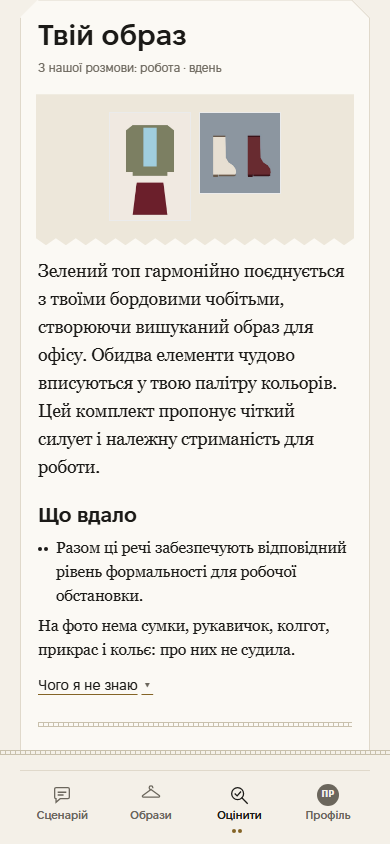 Твій образ
З нашої розмови: робота · вдень
Зелений топ гармонійно поєднується
з твоїми бордовими чобітьми,
створюючи вишуканий образ для
офісу. Обидва елементи чудово
вписуються у твою палітру кольорів.
Цей комплект пропонує чіткий
силует і належну стриманість для
роботи.
Що вдало
Разом ці речі забезпечують відповідний
рівень формальності для робочої
обстановки.
На фото нема сумки, рукавичок, колгот,
прикрас і кольє: про них не судила.
Чого я не знаю
ПР
Сценарій Образи Оцінити Профіль